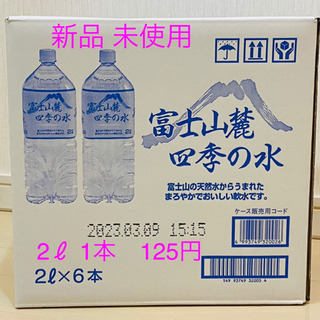 新品 未使用
富士山麓
四季の水
富士山の天然水からうまれた
まろやかでおいしい軟水です。
ケース販売用コード
2023.03.09 15:15
2ℓ 1本 125円
2ℓ×6本